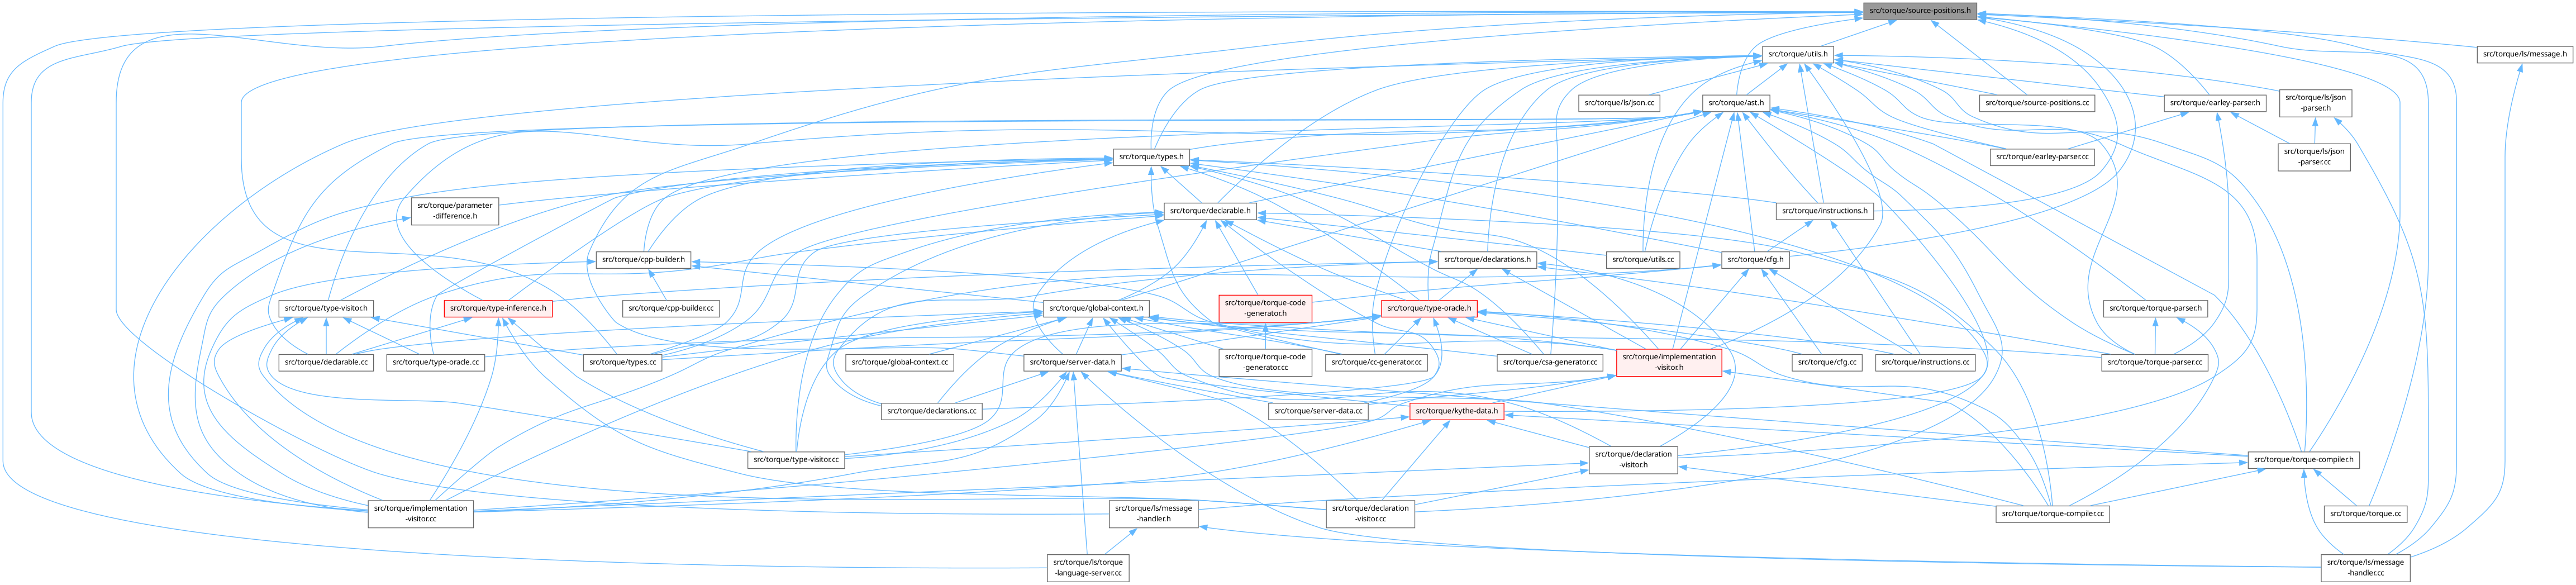 src/torque/source-positions.h
src/torque/utils.h
src/torque/ls/message.h
src/torque/ls/json.cc
src/torque/ast.h
src/torque/source-positions.cc
src/torque/earley-parser.h
src/torque/ls/json
-parser.h
src/torque/types.h
src/torque/earley-parser.cc
src/torque/ls/json
-parser.cc
src/torque/parameter
-difference.h
src/torque/declarable.h
src/torque/instructions.h
src/torque/cpp-builder.h
src/torque/declarations.h
src/torque/utils.cc
src/torque/cfg.h
src/torque/type-visitor.h
src/torque/type-inference.h
src/torque/cpp-builder.cc
src/torque/global-context.h
src/torque/torque-code
-generator.h
src/torque/type-oracle.h
src/torque/torque-parser.h
src/torque/declarable.cc
src/torque/type-oracle.cc
src/torque/types.cc
src/torque/global-context.cc
src/torque/server-data.h
src/torque/torque-code
-generator.cc
src/torque/cc-generator.cc
src/torque/csa-generator.cc
src/torque/implementation
-visitor.h
src/torque/cfg.cc
src/torque/instructions.cc
src/torque/torque-parser.cc
src/torque/declarations.cc
src/torque/server-data.cc
src/torque/kythe-data.h
src/torque/type-visitor.cc
src/torque/declaration
-visitor.h
src/torque/torque-compiler.h
src/torque/implementation
-visitor.cc
src/torque/ls/message
-handler.h
src/torque/declaration
-visitor.cc
src/torque/torque-compiler.cc
src/torque/torque.cc
src/torque/ls/torque
-language-server.cc
src/torque/ls/message
-handler.cc